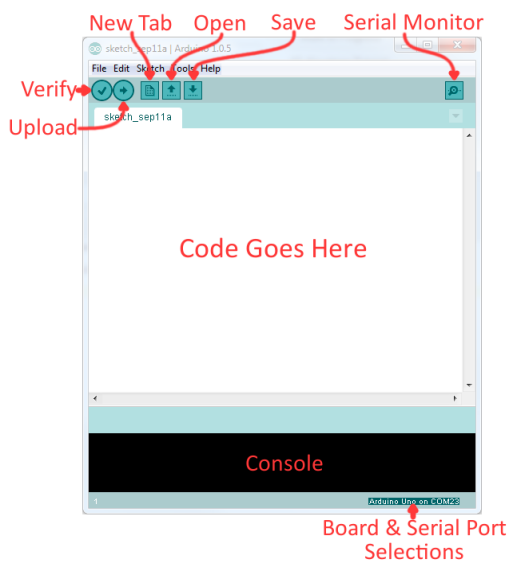 New Tab Open Save Serial Monitor
sketch_sep11a | Arduino 1.0.5
File Edit Sketch Tools Help
Verify
Upload
sketch_sep11a
Code Goes Here
Console
1
Arduino Uno on COM23
Board & Serial Port
Selections